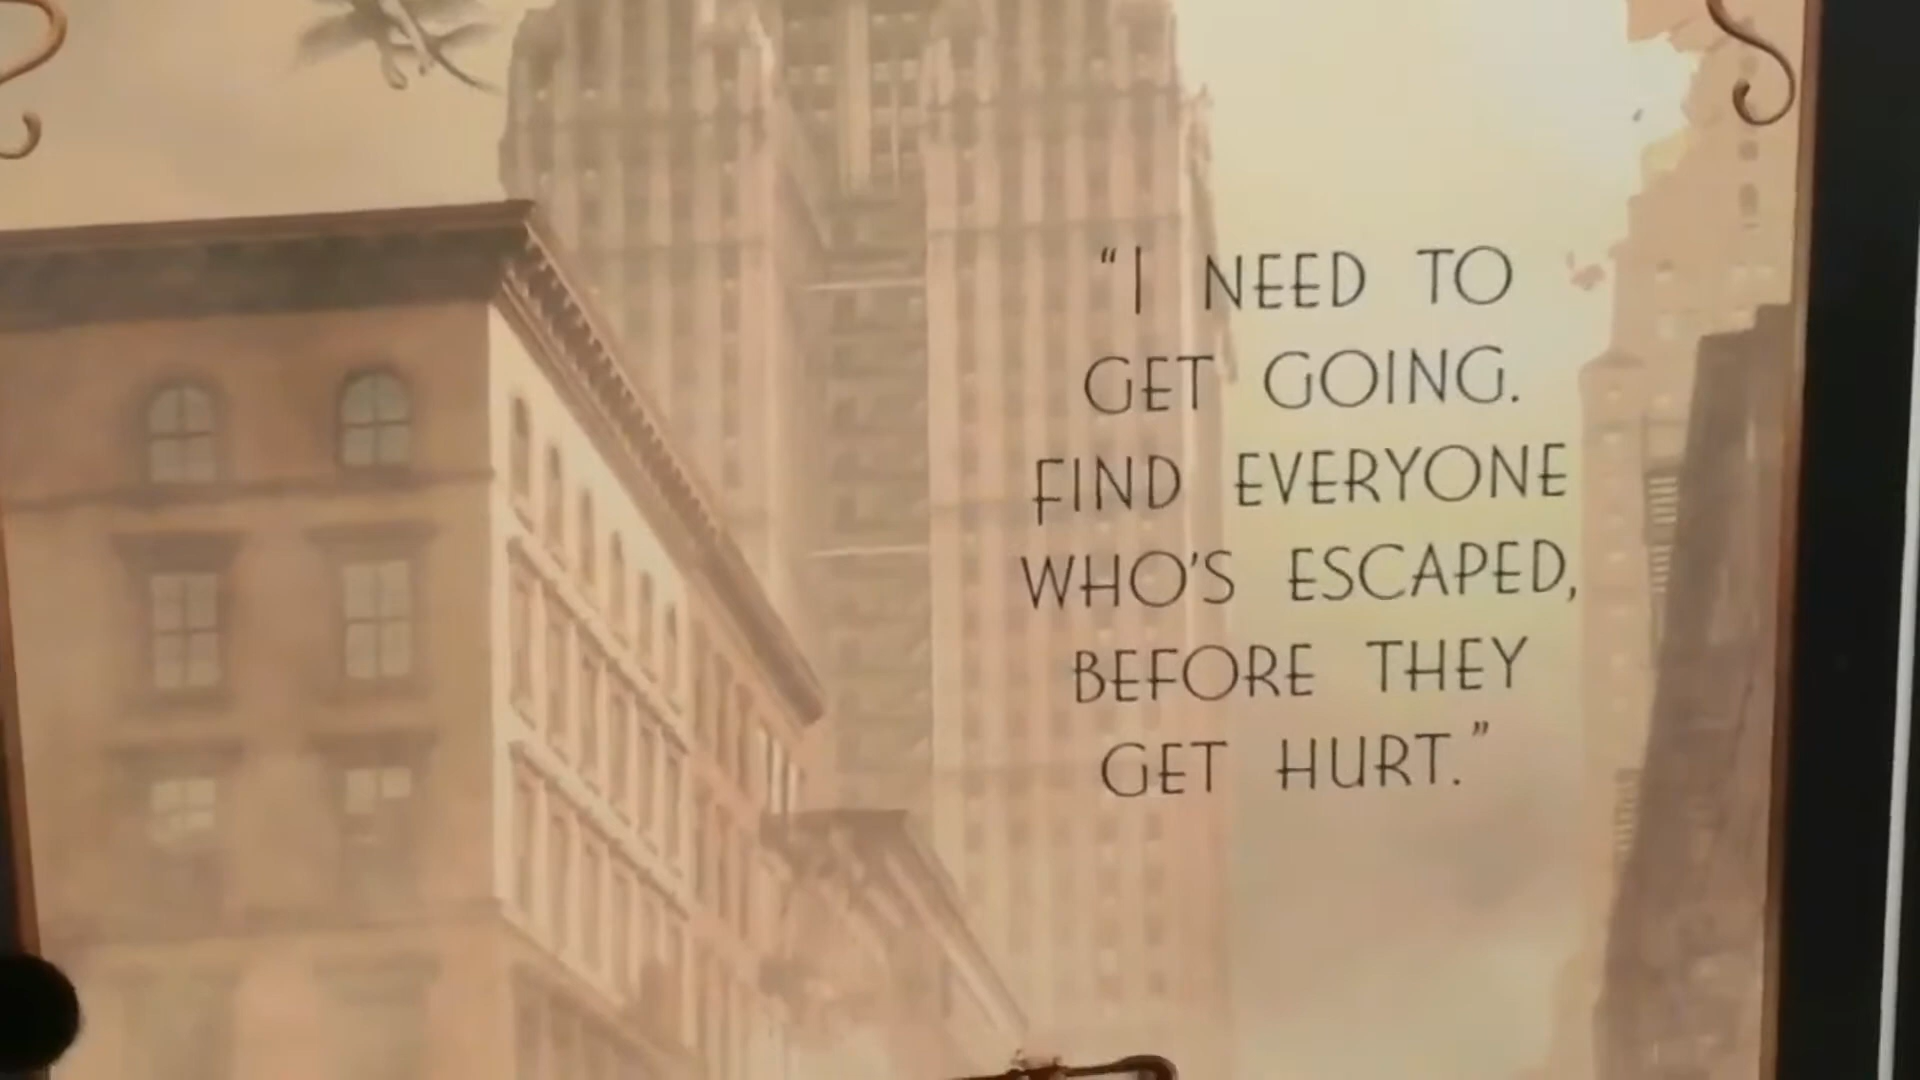 “I NEED TO
GET GOING.
FIND EVERYONE
WHO’S ESCAPED,
BEFORE THEY
GET HURT.”